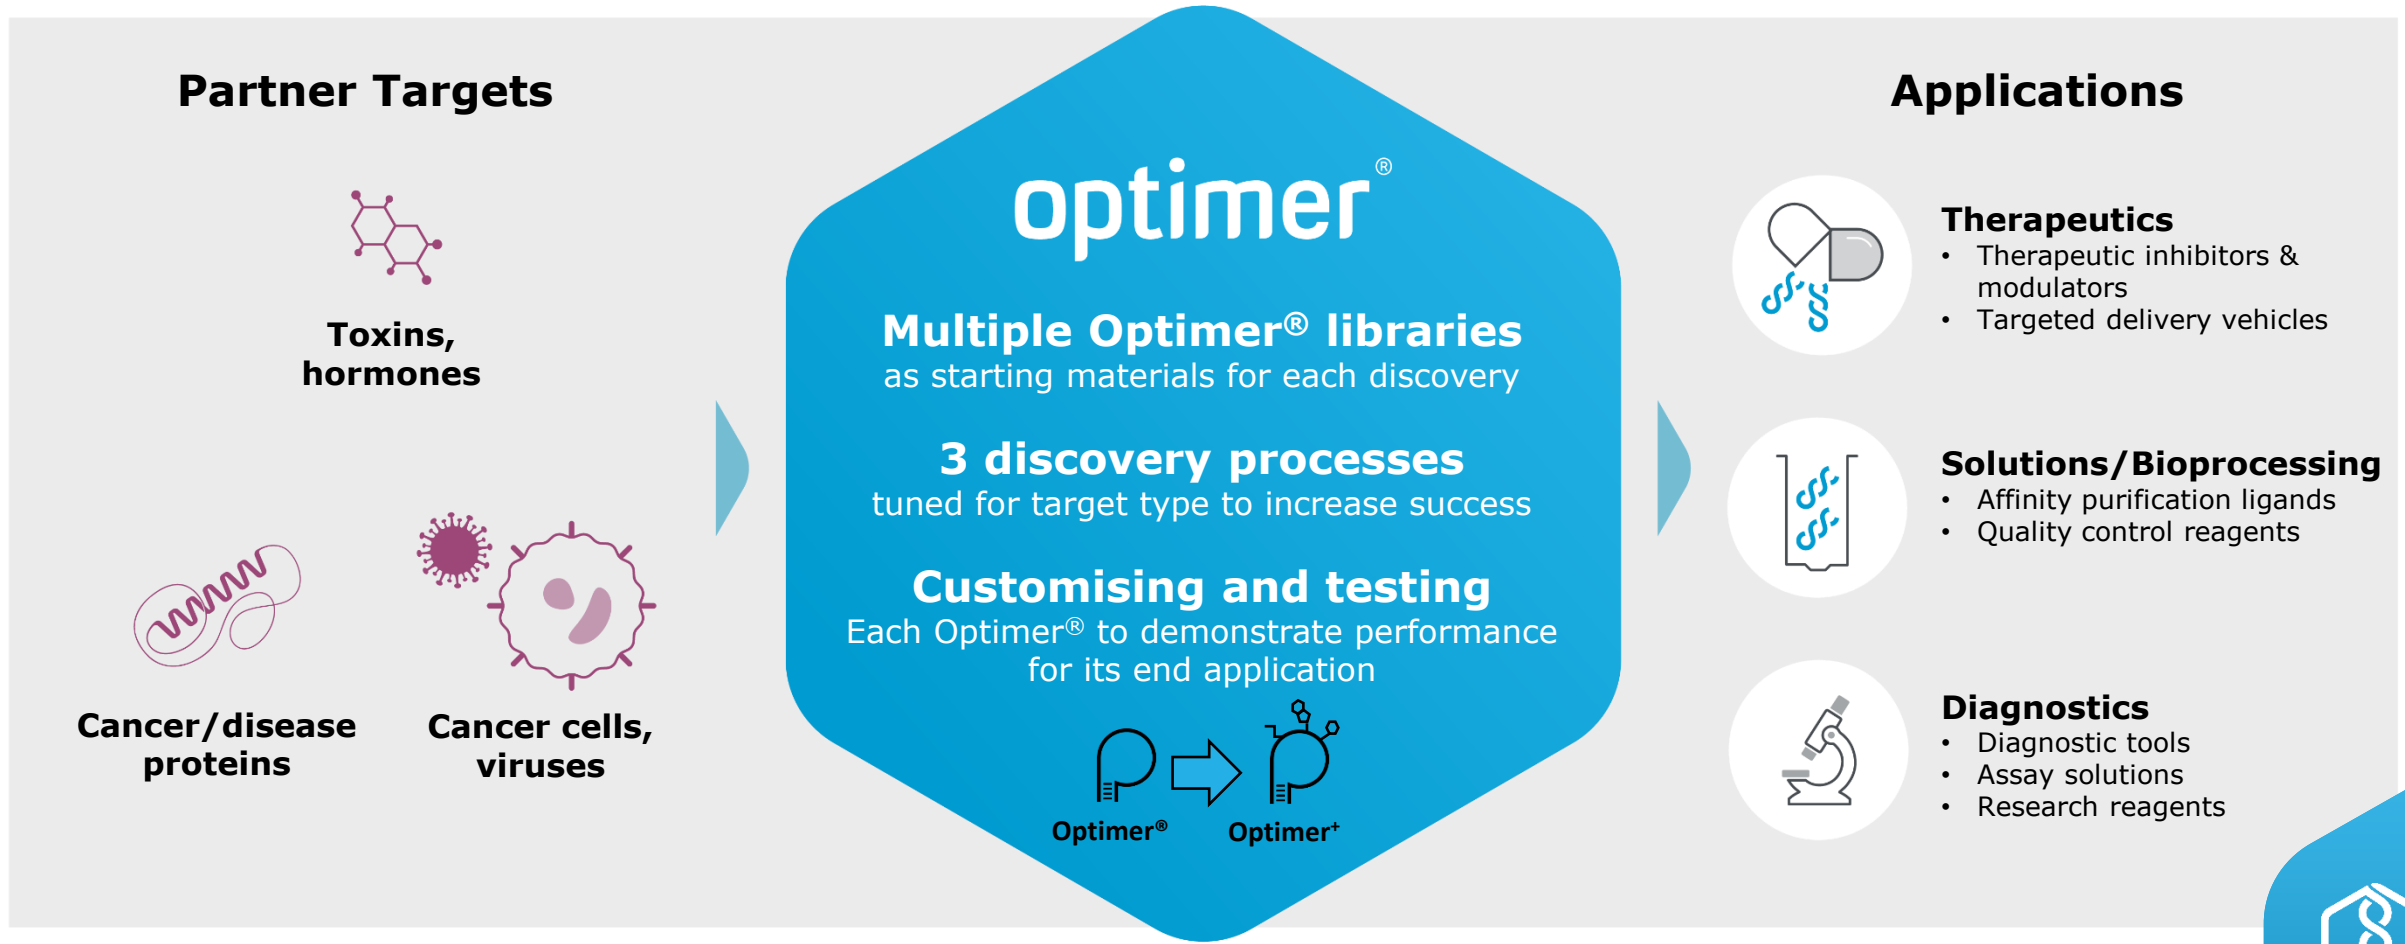 Partner Targets
Toxins,
hormones
Cancer/disease
proteins
Cancer cells,
viruses
optimer®
Multiple Optimer® libraries
as starting materials for each discovery
3 discovery processes
tuned for target type to increase success
Customising and testing
Each Optimer® to demonstrate performance
for its end application
Optimer®
Optimer⁺
Applications
Therapeutics
• Therapeutic inhibitors &
modulators
• Targeted delivery vehicles
Solutions/Bioprocessing
• Affinity purification ligands
• Quality control reagents
Diagnostics
• Diagnostic tools
• Assay solutions
• Research reagents